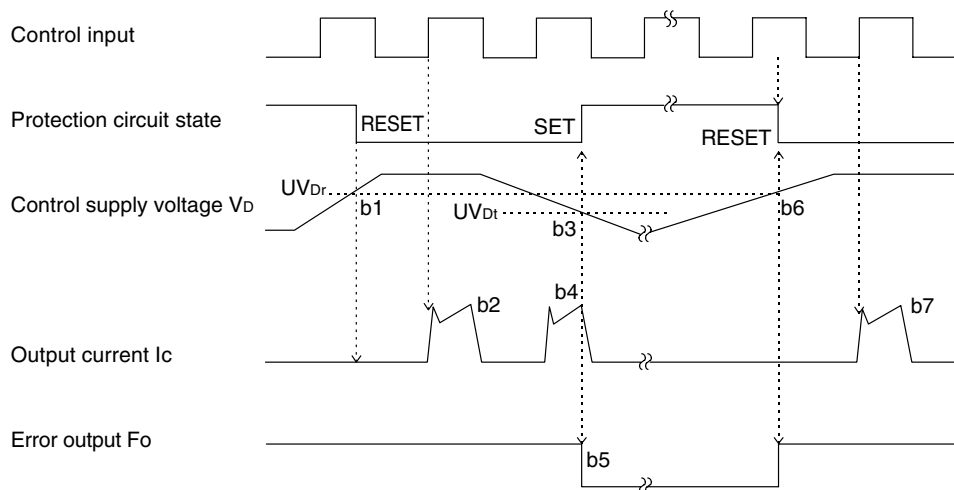 Control input
Protection circuit state
RESET
SET
RESET
Control supply voltage VD
UVDr
b1
UVDt
b3
b6
Output current Ic
b2
b4
b7
Error output Fo
b5